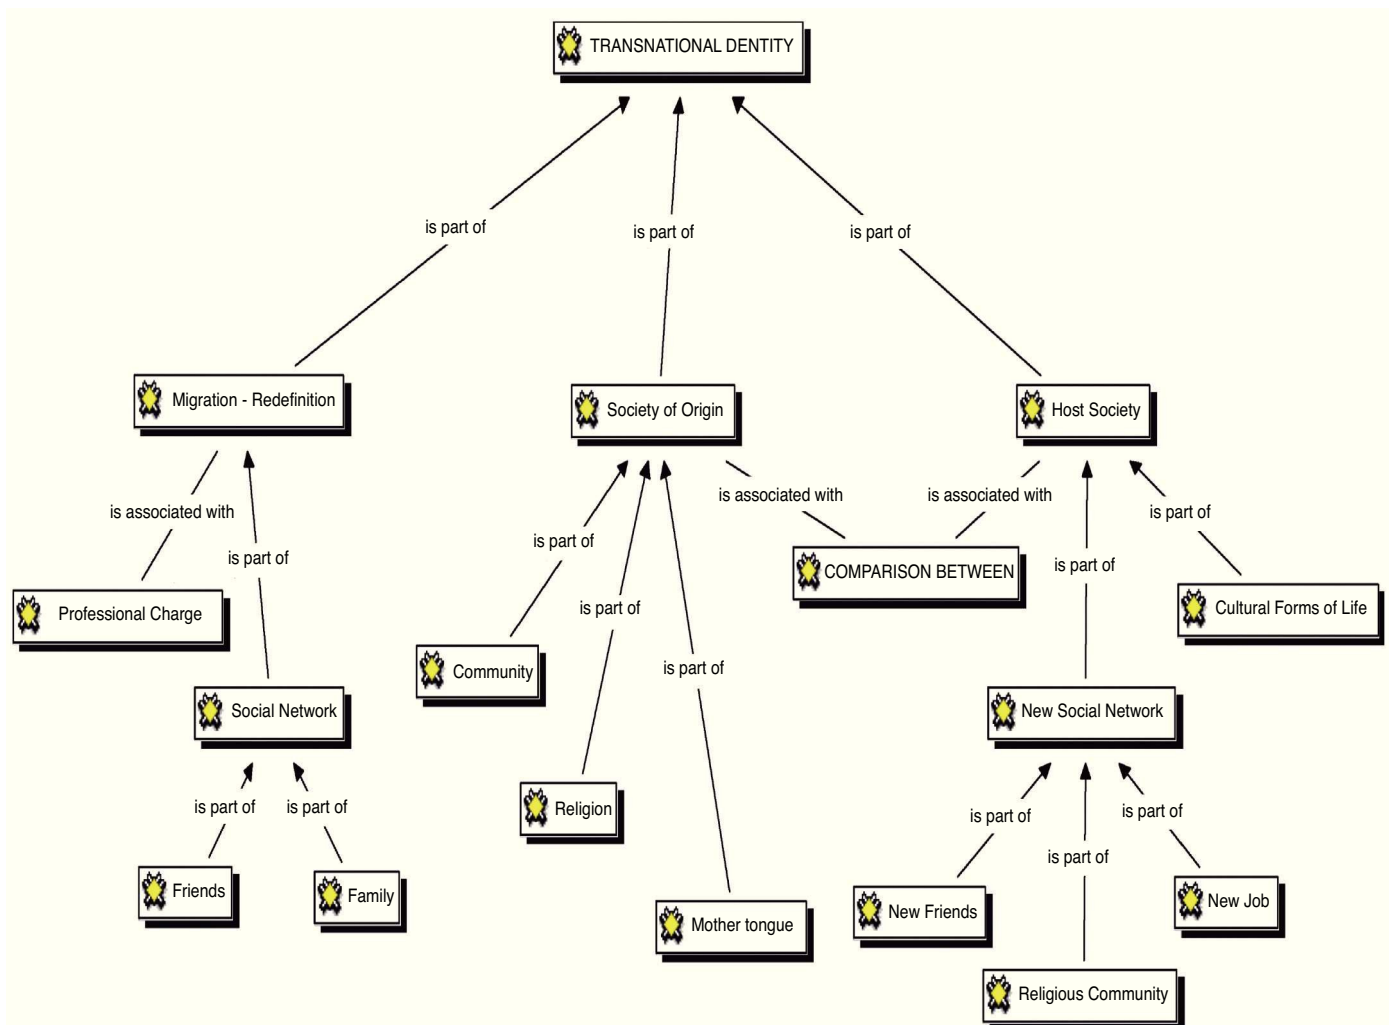 TRANSNATIONAL DENTITY
is part of
is part of
is part of
Migration - Redefinition
Society of Origin
Host Society
is associated with
is part of
is part of
is part of
is part of
is associated with
is associated with
is part of
is part of
Professional Charge
COMPARISON BETWEEN
Cultural Forms of Life
Community
Social Network
New Social Network
is part of
is part of
Religion
is part of
is part of
is part of
Friends
Family
Mother tongue
New Friends
New Job
Religious Community